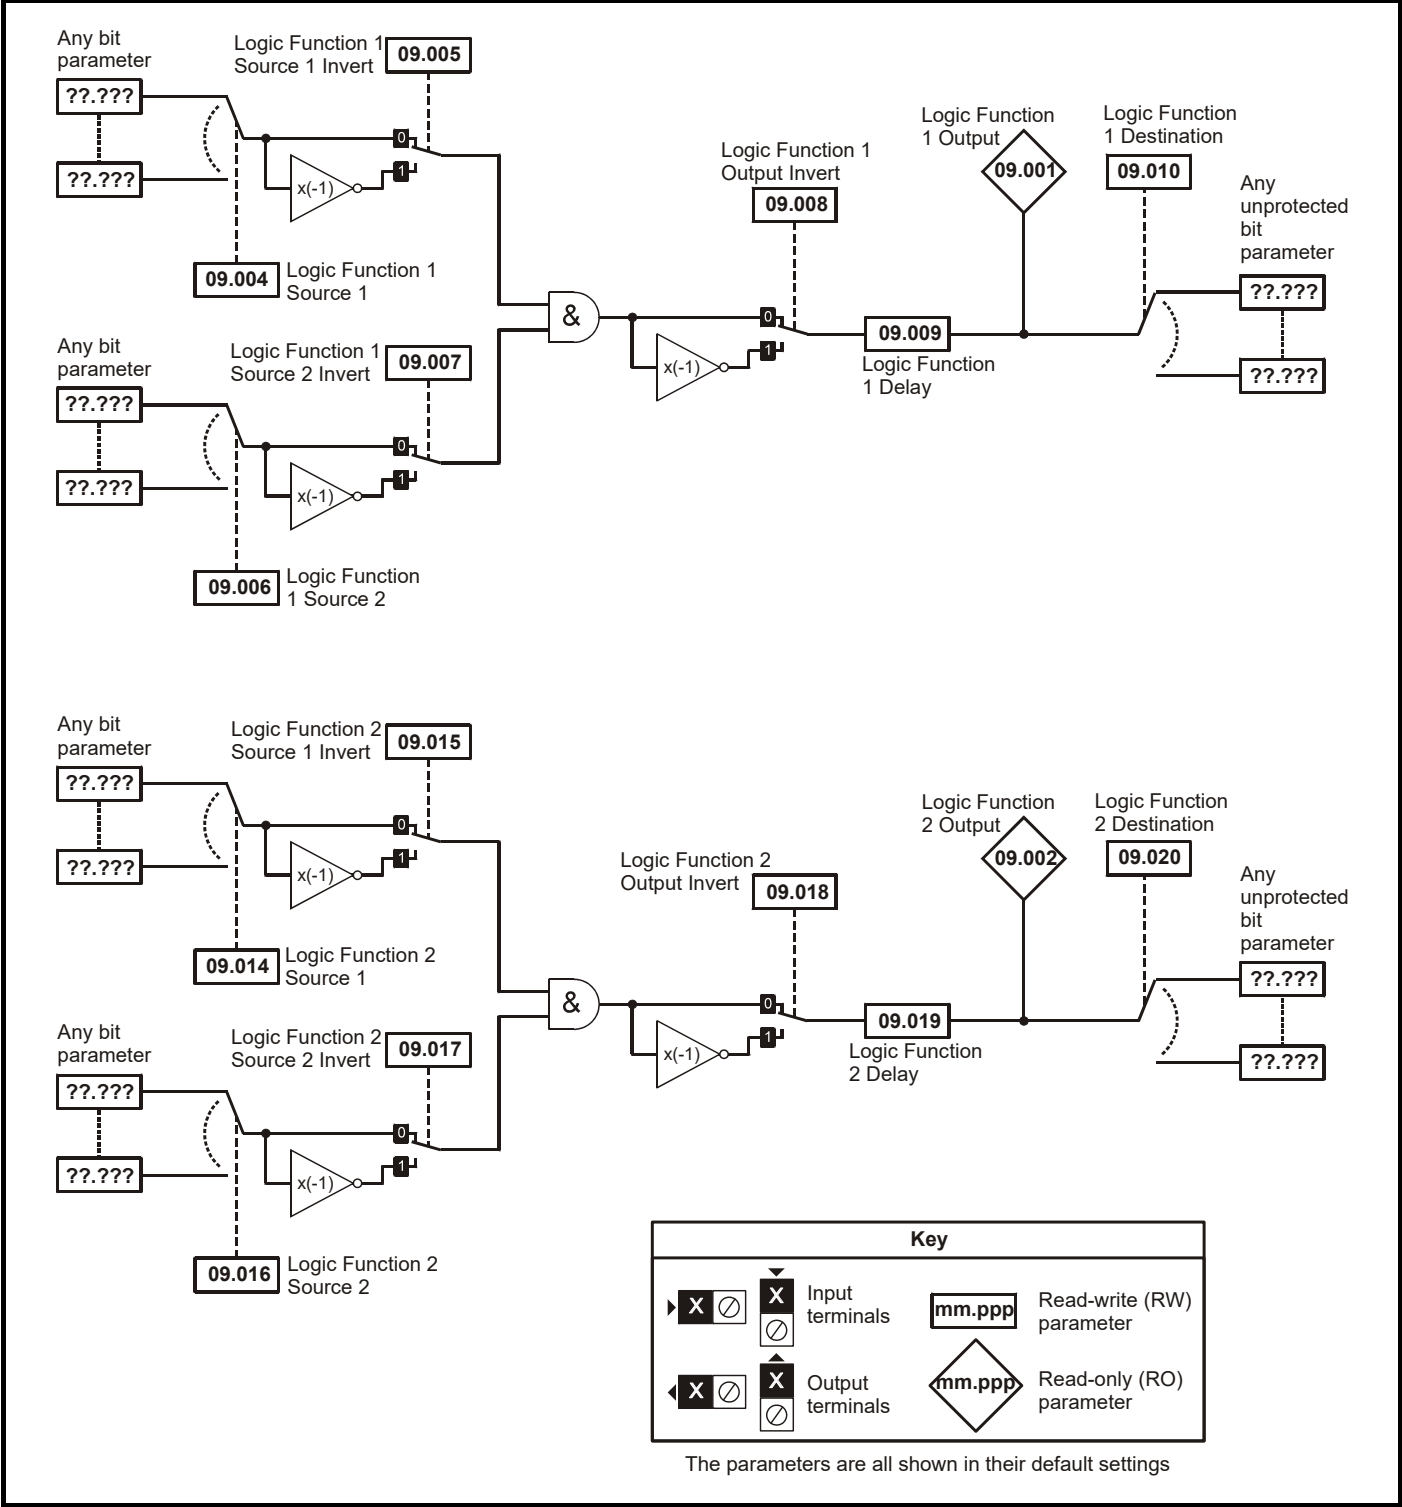 Any bit
parameter
??.???
??.???
Logic Function 1
Source 1 Invert
09.005
0
1
x(-1)
09.004
Logic Function 1
Source 1
Any bit
parameter
??.???
??.???
Logic Function 1
Source 2 Invert
09.007
0
1
x(-1)
09.006
Logic Function
1 Source 2
&
x(-1)
0
1
Logic Function 1
Output Invert
09.008
09.009
Logic Function
1 Delay
Logic Function
1 Output
09.001
Logic Function
1 Destination
09.010
Any
unprotected
bit
parameter
??.???
??.???
Any bit
parameter
??.???
??.???
Logic Function 2
Source 1 Invert
09.015
0
1
x(-1)
09.014
Logic Function 2
Source 1
Any bit
parameter
??.???
??.???
Logic Function 2
Source 2 Invert
09.017
0
1
x(-1)
09.016
Logic Function 2
Source 2
&
x(-1)
0
1
Logic Function 2
Output Invert
09.018
09.019
Logic Function
2 Delay
Logic Function
2 Output
09.002
Logic Function
2 Destination
09.020
Any
unprotected
bit
parameter
??.???
??.???
Key
X
X
Input
terminals
mm.ppp
Read-write (RW)
parameter
X
X
Output
terminals
mm.ppp
Read-only (RO)
parameter
The parameters are all shown in their default settings